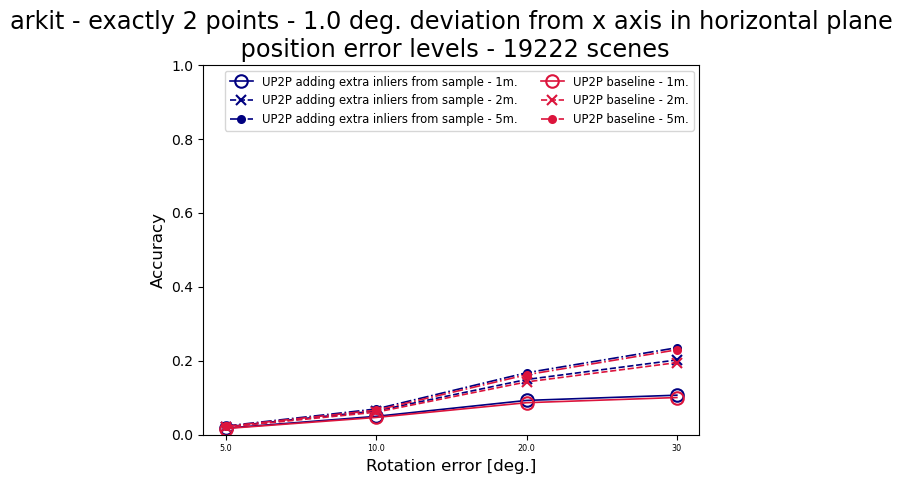 arkit - exactly 2 points - 1.0 deg. deviation from x axis in horizontal plane
position error levels - 19222 scenes
UP2P adding extra inliers from sample - 1m.
UP2P adding extra inliers from sample - 2m.
UP2P adding extra inliers from sample - 5m.
UP2P baseline - 1m.
UP2P baseline - 2m.
UP2P baseline - 5m.
Accuracy
1.0
0.8
0.6
0.4
0.2
0.0
5.0 10.0 20.0 30
Rotation error [deg.]